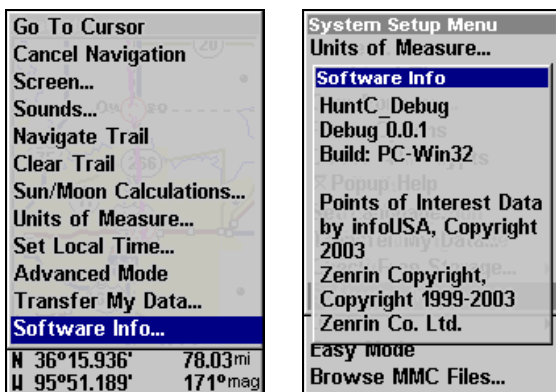 Go To Cursor
Cancel Navigation
Screen...
Sounds...
Navigate Trail
Clear Trail
Sun/Moon Calculations...
Units of Measure...
Set Local Time...
Advanced Mode
Transfer My Data...
Software Info...
N 36°15.936' 78.03mi
W 95°51.189' 171°mag
System Setup Menu
Units of Measure...
Software Info
HuntC_Debug
Debug 0.0.1
Build: PC-Win32
Popup Help
Points of Interest Data
by infoUSA, Copyright
2003
Zenrin Copyright,
Copyright 1999-2003
Zenrin Co. Ltd.
Easy Mode
Browse MMC Files...